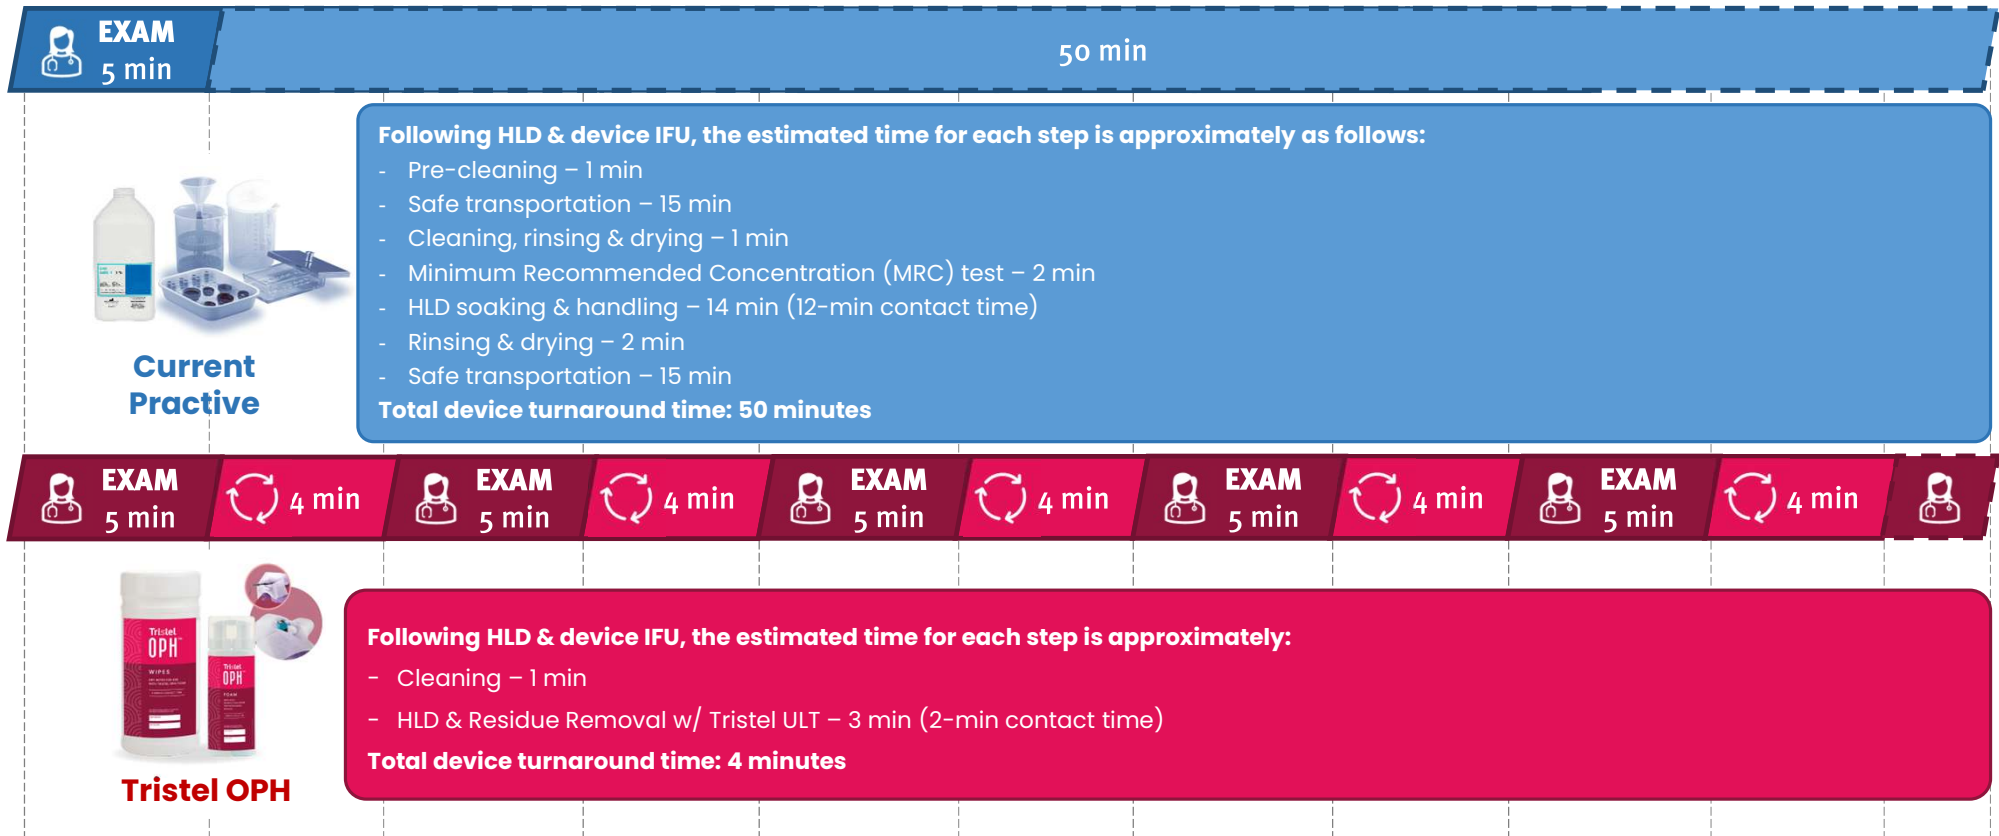 EXAM
5 min
50 min
Following HLD & device IFU, the estimated time for each step is approximately as follows:
- Pre-cleaning – 1 min
- Safe transportation – 15 min
- Cleaning, rinsing & drying – 1 min
- Minimum Recommended Concentration (MRC) test – 2 min
- HLD soaking & handling – 14 min (12-min contact time)
- Rinsing & drying – 2 min
- Safe transportation – 15 min
Total device turnaround time: 50 minutes
Current
Practive
EXAM
5 min
4 min
EXAM
5 min
4 min
EXAM
5 min
4 min
EXAM
5 min
4 min
EXAM
5 min
4 min
Tristel
OPH
WIPES
Tristel
OPH
FOAM
Following HLD & device IFU, the estimated time for each step is approximately:
- Cleaning – 1 min
- HLD & Residue Removal w/ Tristel ULT – 3 min (2-min contact time)
Total device turnaround time: 4 minutes
Tristel OPH